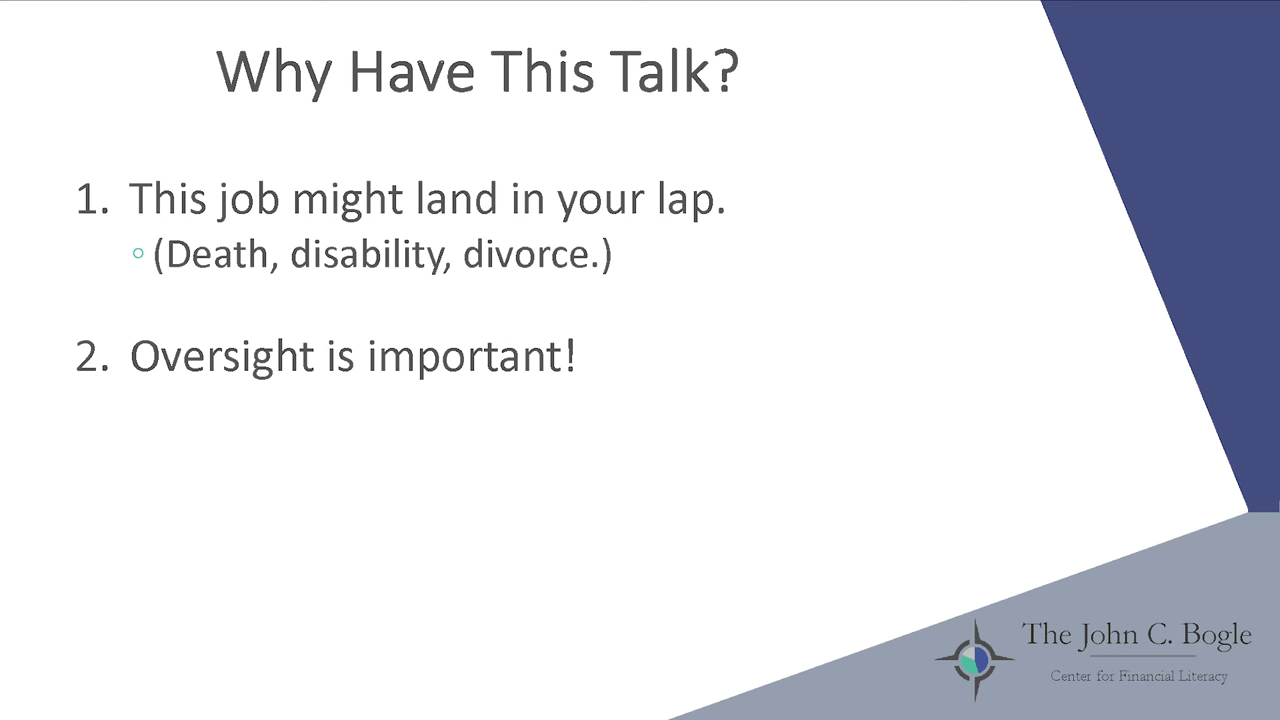 Why Have This Talk?
1. This job might land in your lap.
◦ (Death, disability, divorce.)
2. Oversight is important!
The John C. Bogle
Center for Financial Literacy